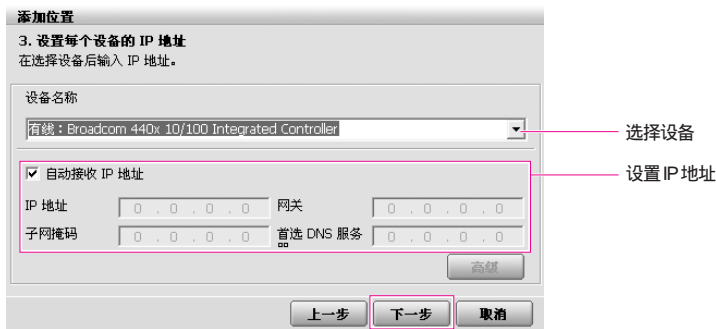 添加位置
3. 设置每个设备的 IP 地址
在选择设备后输入 IP 地址。
设备名称
有线：Broadcom 440x 10/100 Integrated Controller
选择设备
设置IP地址
自动接收 IP 地址
IP 地址 0 . 0 . 0 . 0 网关 0 . 0 . 0 . 0
子网掩码 0 . 0 . 0 . 0 首选 DNS 服务 0 . 0 . 0 . 0
高级
上一步 下一步 取消